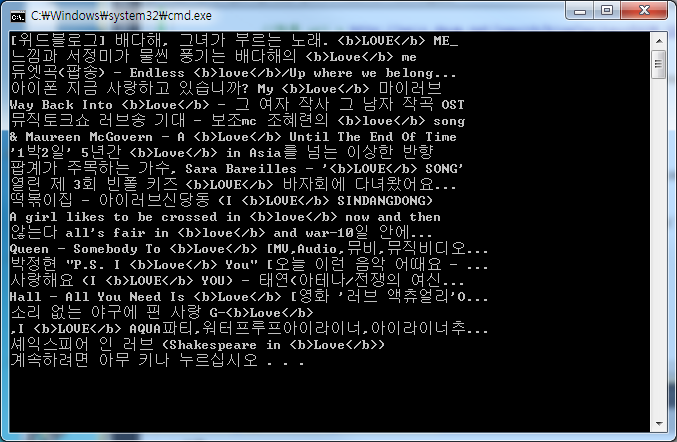 C:₩Windows₩system32₩cmd.exe
[위드블로그] 배다해, 그녀가 부르는 노래. <b>LOVE</b> ME_
느낌과 서정미가 물씬 풍기는 배다해의 <b>LOVE</b> me
듀엣곡(팝송) - Endless <b>love</b>/Up where we belong...
아이폰 지금 사랑하고 있습니까? My <b>LOVE</b> 마이러브
Way Back Into <b>Love</b> - 그 여자 작사 그 남자 작곡 OST
뮤직토크쇼 러브송 기대 - 보조mc 조혜련의 <b>love</b> song
& Maureen McGovern - A <b>Love</b> Until The End Of Time
'1박2일' 5년간 <b>LOVE</b> in Asia를 넘는 이상한 반향
팝계가 주목하는 가수, Sara Bareilles - '<b>LOVE</b> SONG'
열린 제 3회 빈폴 키즈 <b>LOVE</b> 바자회에 다녀왔어요...
떡볶이집 - 아이러브신당동 (I <b>LOVE</b> SINDANGDONG)
A girl likes to be crossed in <b>love</b> now and then
않는다 all's fair in <b>love</b> and war-10일 안에...
Queen - Somebody To <b>Love</b> [MV,Audio,뮤비,뮤직비디오...
박정현 "P.S. I <b>Love</b> You" [오늘 이런 음악 어때요 - ...
사랑해요 (I <b>LOVE</b> YOU) - 태연(아테나/전쟁의 여신...
Hall - All You Need Is <b>Love</b> [영화 '러브 액츄얼리'O...
소리 없는 야구에 핀 사랑 G-<b>Love</b>
,I <b>LOVE</b> AQUA파티,워터프루프아이라이너,아이라이너추...
셰익스피어 인 러브 (Shakespeare in <b>Love</b>)
계속하려면 아무 키나 누르십시오 . . .